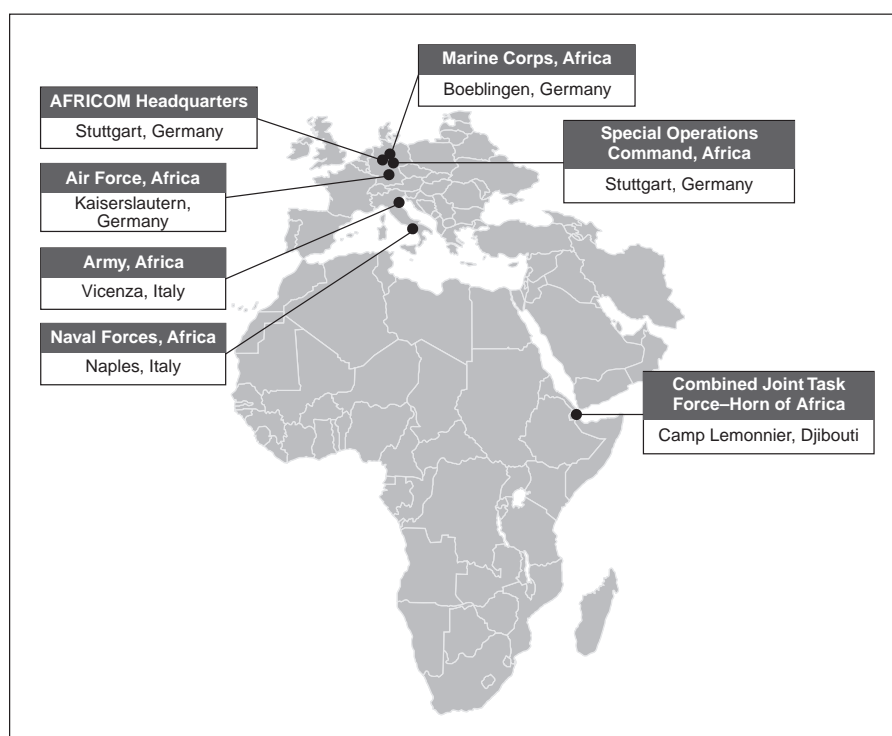 Marine Corps, Africa
Boeblingen, Germany
AFRICOM Headquarters
Stuttgart, Germany
Special Operations
Command, Africa
Stuttgart, Germany
Air Force, Africa
Kaiserslautern,
Germany
Army, Africa
Vicenza, Italy
Naval Forces, Africa
Naples, Italy
Combined Joint Task
Force–Horn of Africa
Camp Lemonnier, Djibouti